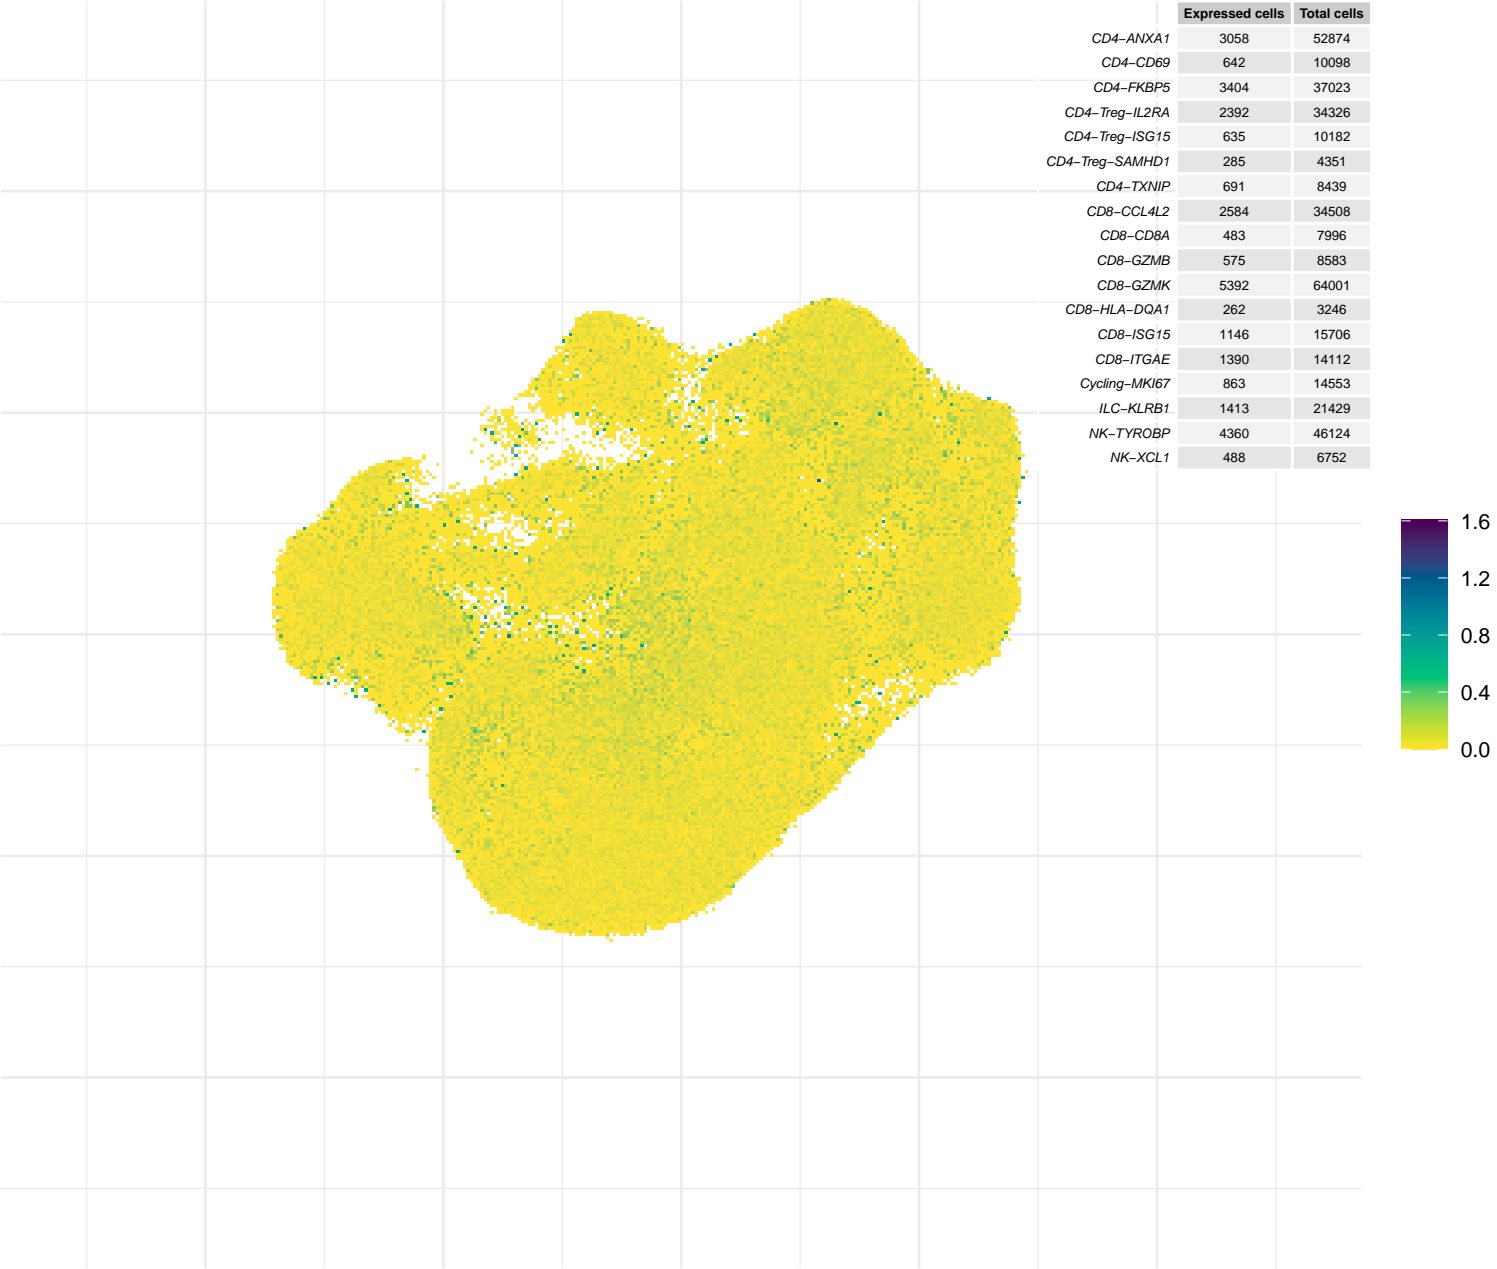 Expressed cells Total cells
CD4−ANXA1 3058 52874
CD4−CD69 642 10098
CD4−FKBP5 3404 37023
CD4−Treg−IL2RA 2392 34326
CD4−Treg−ISG15 635 10182
CD4−Treg−SAMHD1 285 4351
CD4−TXNIP 691 8439
CD8−CCL4L2 2584 34508
CD8−CD8A 483 7996
CD8−GZMB 575 8583
CD8−GZMK 5392 64001
CD8−HLA−DQA1 262 3246
CD8−ISG15 1146 15706
CD8−ITGAE 1390 14112
Cycling−MKI67 863 14553
ILC−KLRB1 1413 21429
NK−TYROBP 4360 46124
NK−XCL1 488 6752
1.6
1.2
0.8
0.4
0.0